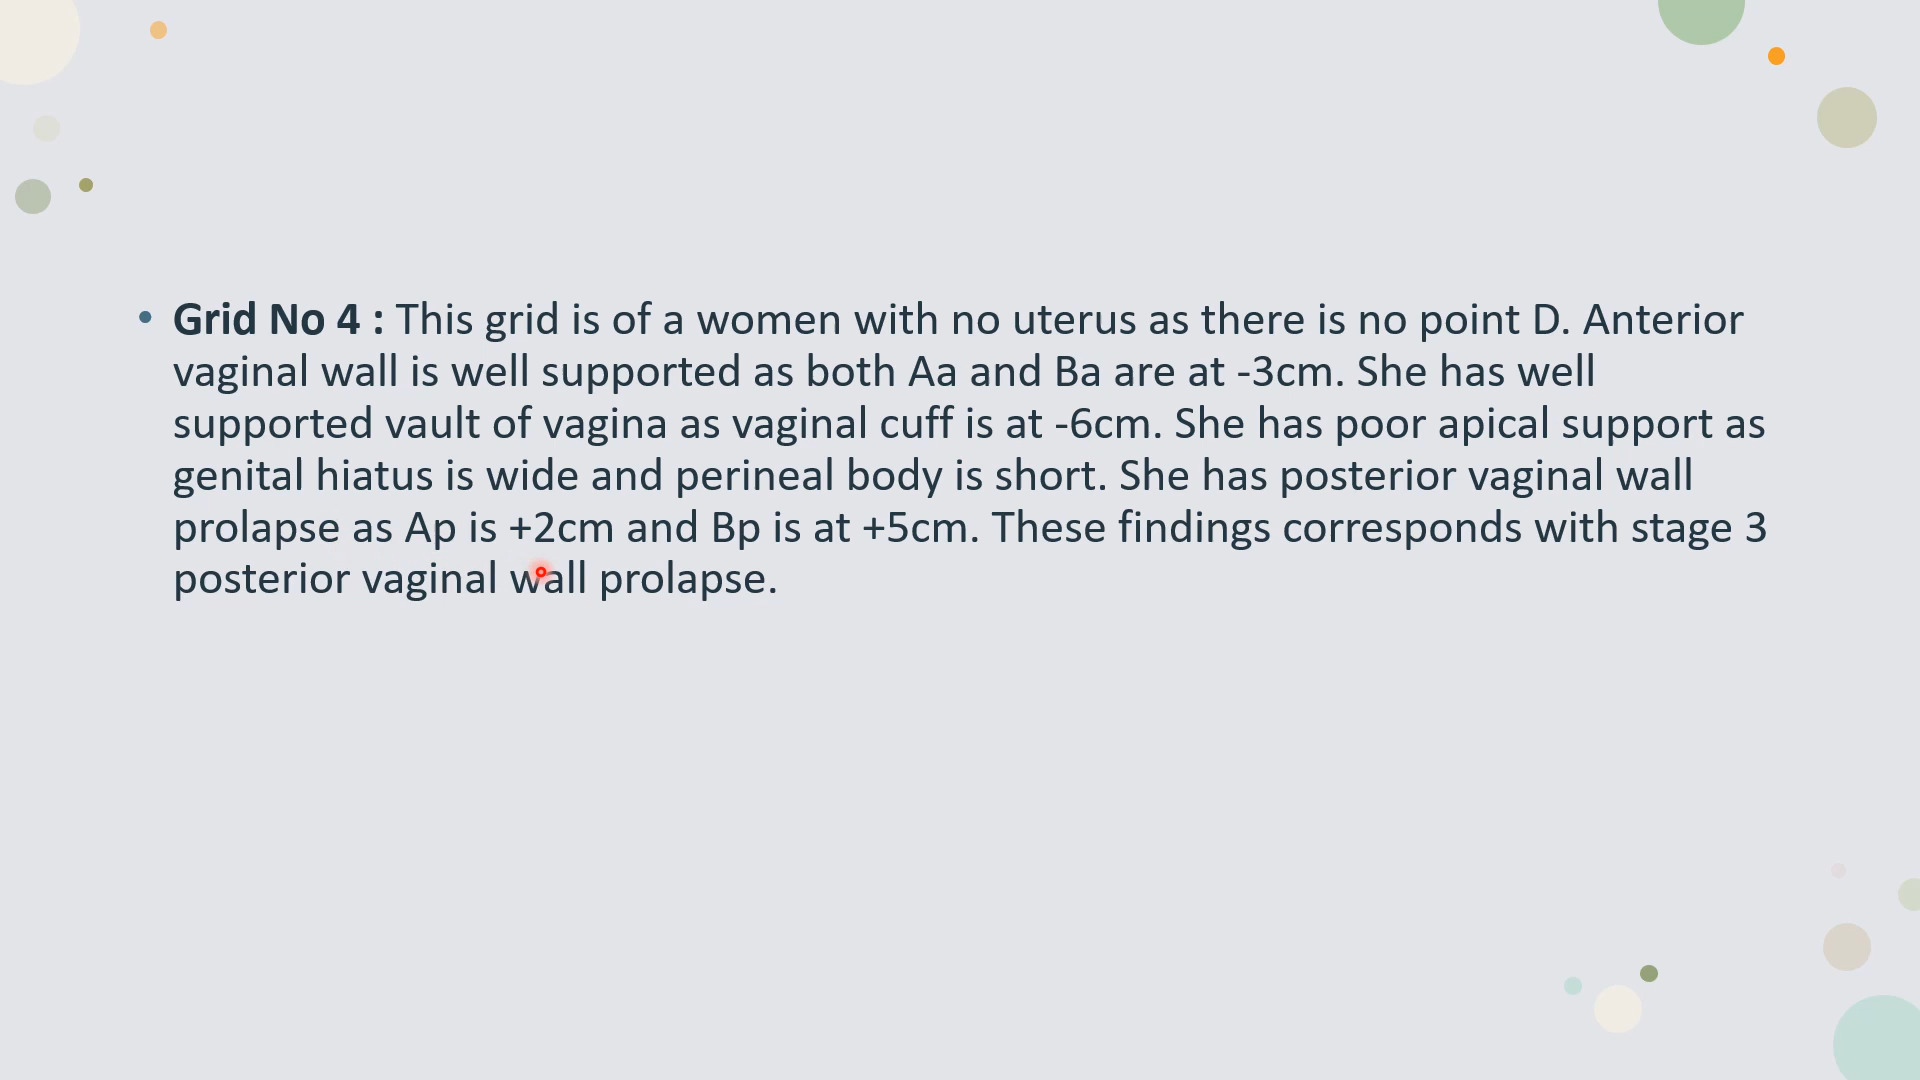 • Grid No 4 : This grid is of a women with no uterus as there is no point D. Anterior
vaginal wall is well supported as both Aa and Ba are at -3cm. She has well
supported vault of vagina as vaginal cuff is at -6cm. She has poor apical support as
genital hiatus is wide and perineal body is short. She has posterior vaginal wall
prolapse as Ap is +2cm and Bp is at +5cm. These findings corresponds with stage 3
posterior vaginal wall prolapse.